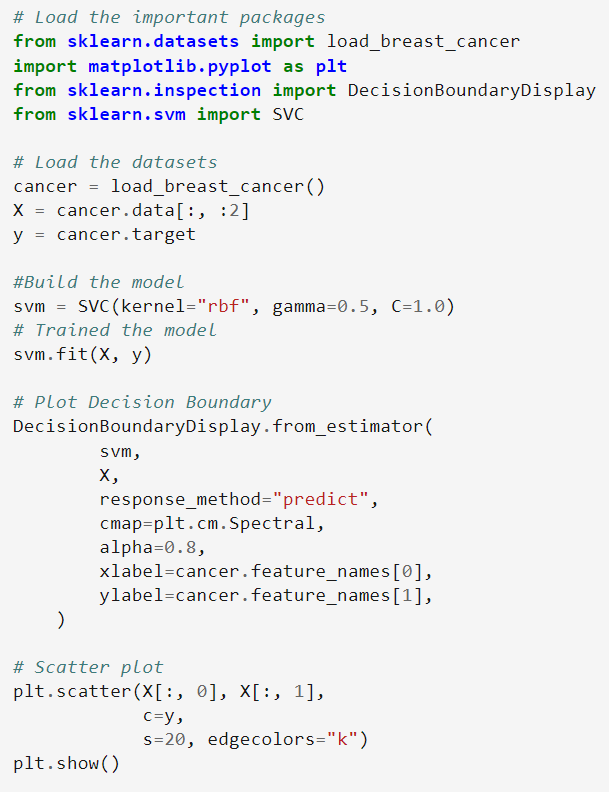 # Load the important packages
from sklearn.datasets import load_breast_cancer
import matplotlib.pyplot as plt
from sklearn.inspection import DecisionBoundaryDisplay
from sklearn.svm import SVC

# Load the datasets
cancer = load_breast_cancer()
X = cancer.data[:, :2]
y = cancer.target

#Build the model
svm = SVC(kernel="rbf", gamma=0.5, C=1.0)
# Trained the model
svm.fit(X, y)

# Plot Decision Boundary
DecisionBoundaryDisplay.from_estimator(
        svm,
        X,
        response_method="predict",
        cmap=plt.cm.Spectral,
        alpha=0.8,
        xlabel=cancer.feature_names[0],
        ylabel=cancer.feature_names[1],
    )

# Scatter plot
plt.scatter(X[:, 0], X[:, 1],
            c=y,
            s=20, edgecolors="k")
plt.show()